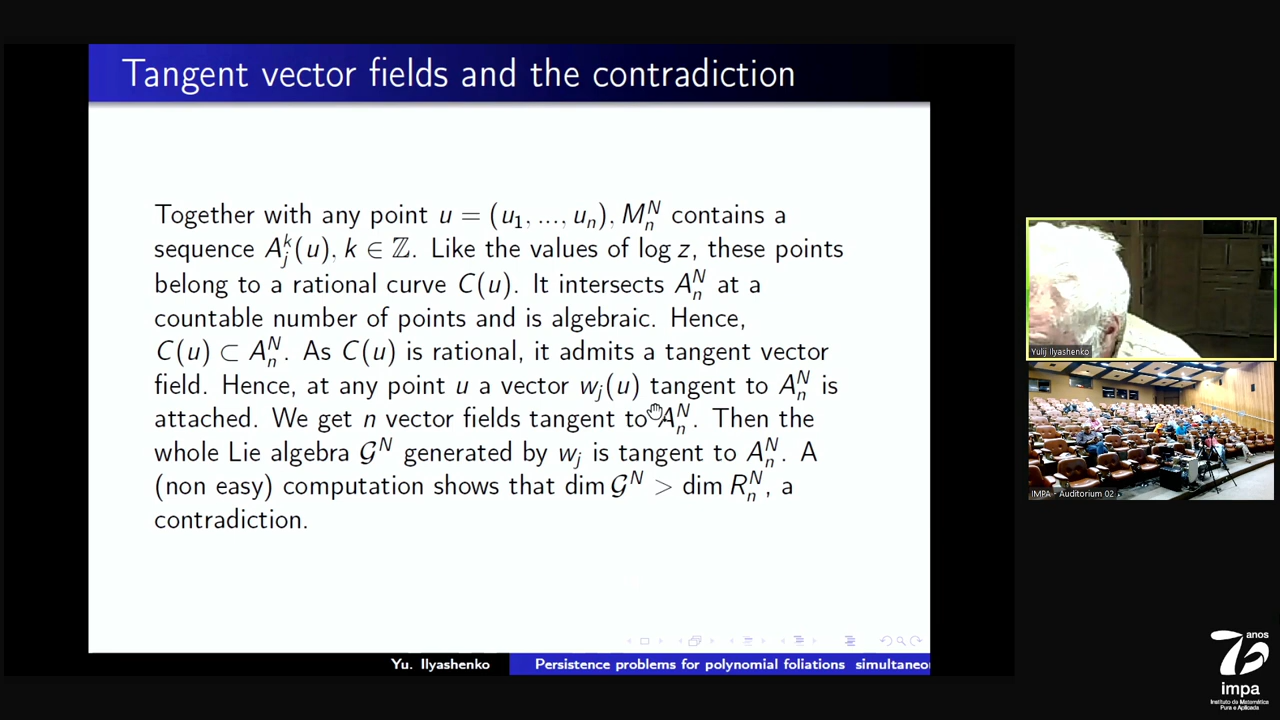 Tangent vector fields and the contradiction
Together with any point u = (u₁, ..., uₙ), Mₙᴺ contains a
sequence Aⱼᵏ(u), k ∈ ℤ. Like the values of log z, these points
belong to a rational curve C(u). It intersects Aₙᴺ at a
countable number of points and is algebraic. Hence,
C(u) ⊂ Aₙᴺ. As C(u) is rational, it admits a tangent vector
field. Hence, at any point u a vector wⱼ(u) tangent to Aₙᴺ is
attached. We get n vector fields tangent to Aₙᴺ. Then the
whole Lie algebra 𝒢ᴺ generated by wⱼ is tangent to Aₙᴺ. A
(non easy) computation shows that dim 𝒢ᴺ > dim Rₙᴺ, a
contradiction.
Yu. Ilyashenko
Persistence problems for polynomial foliations simultaneo
Yulij Ilyashenko
IMPA - Auditorium 02
anos
impa
Instituto de Matemática
Pura e Aplicada